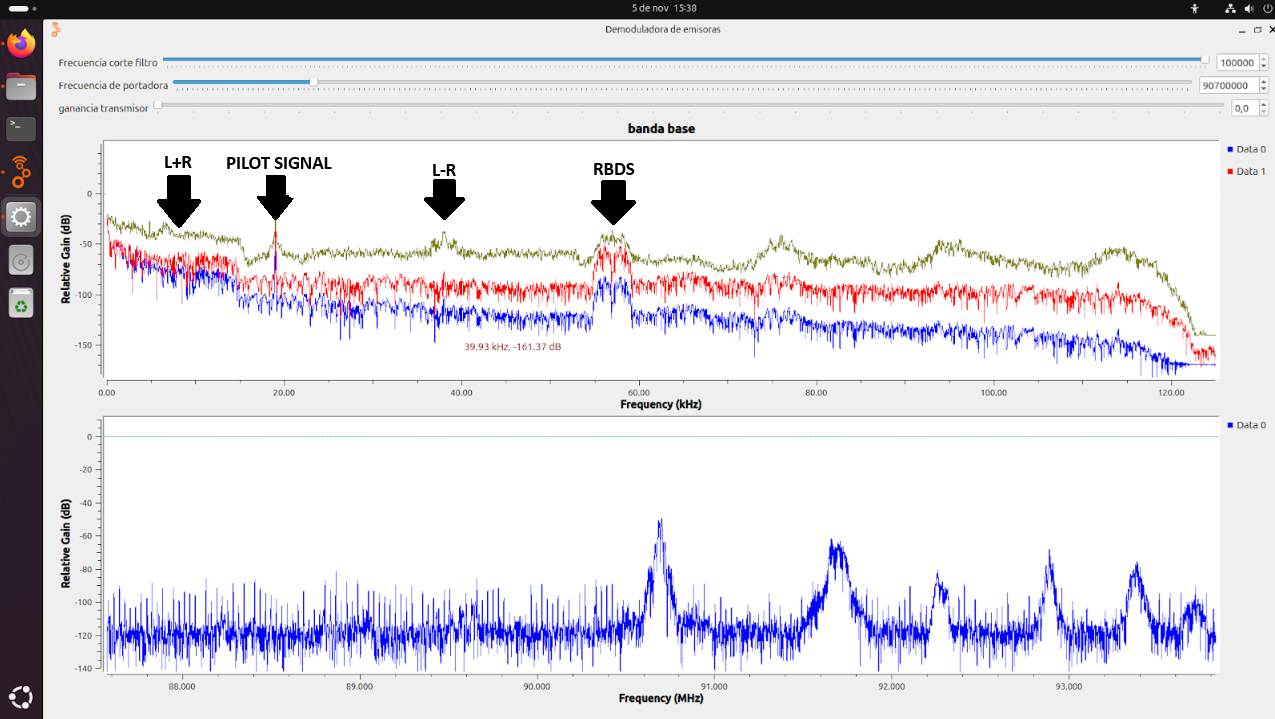 5 de nov 15:38
Demoduladora de emisoras
Frecuencia corte filtro
100000
Frecuencia de portadora
90700000
ganancia transmisor
0,0
banda base
L+R
PILOT SIGNAL
L-R
RBDS
Data 0
Data 1
Relative Gain (dB)
0
-50
-100
-150
39.93 kHz, -161.37 dB
0.00 20.00 40.00 60.00 80.00 100.00 120.00
Frequency (kHz)
Data 0
Relative Gain (dB)
0
-20
-40
-60
-80
-100
-120
-140
88.000 89.000 90.000 91.000 92.000 93.000
Frequency (MHz)